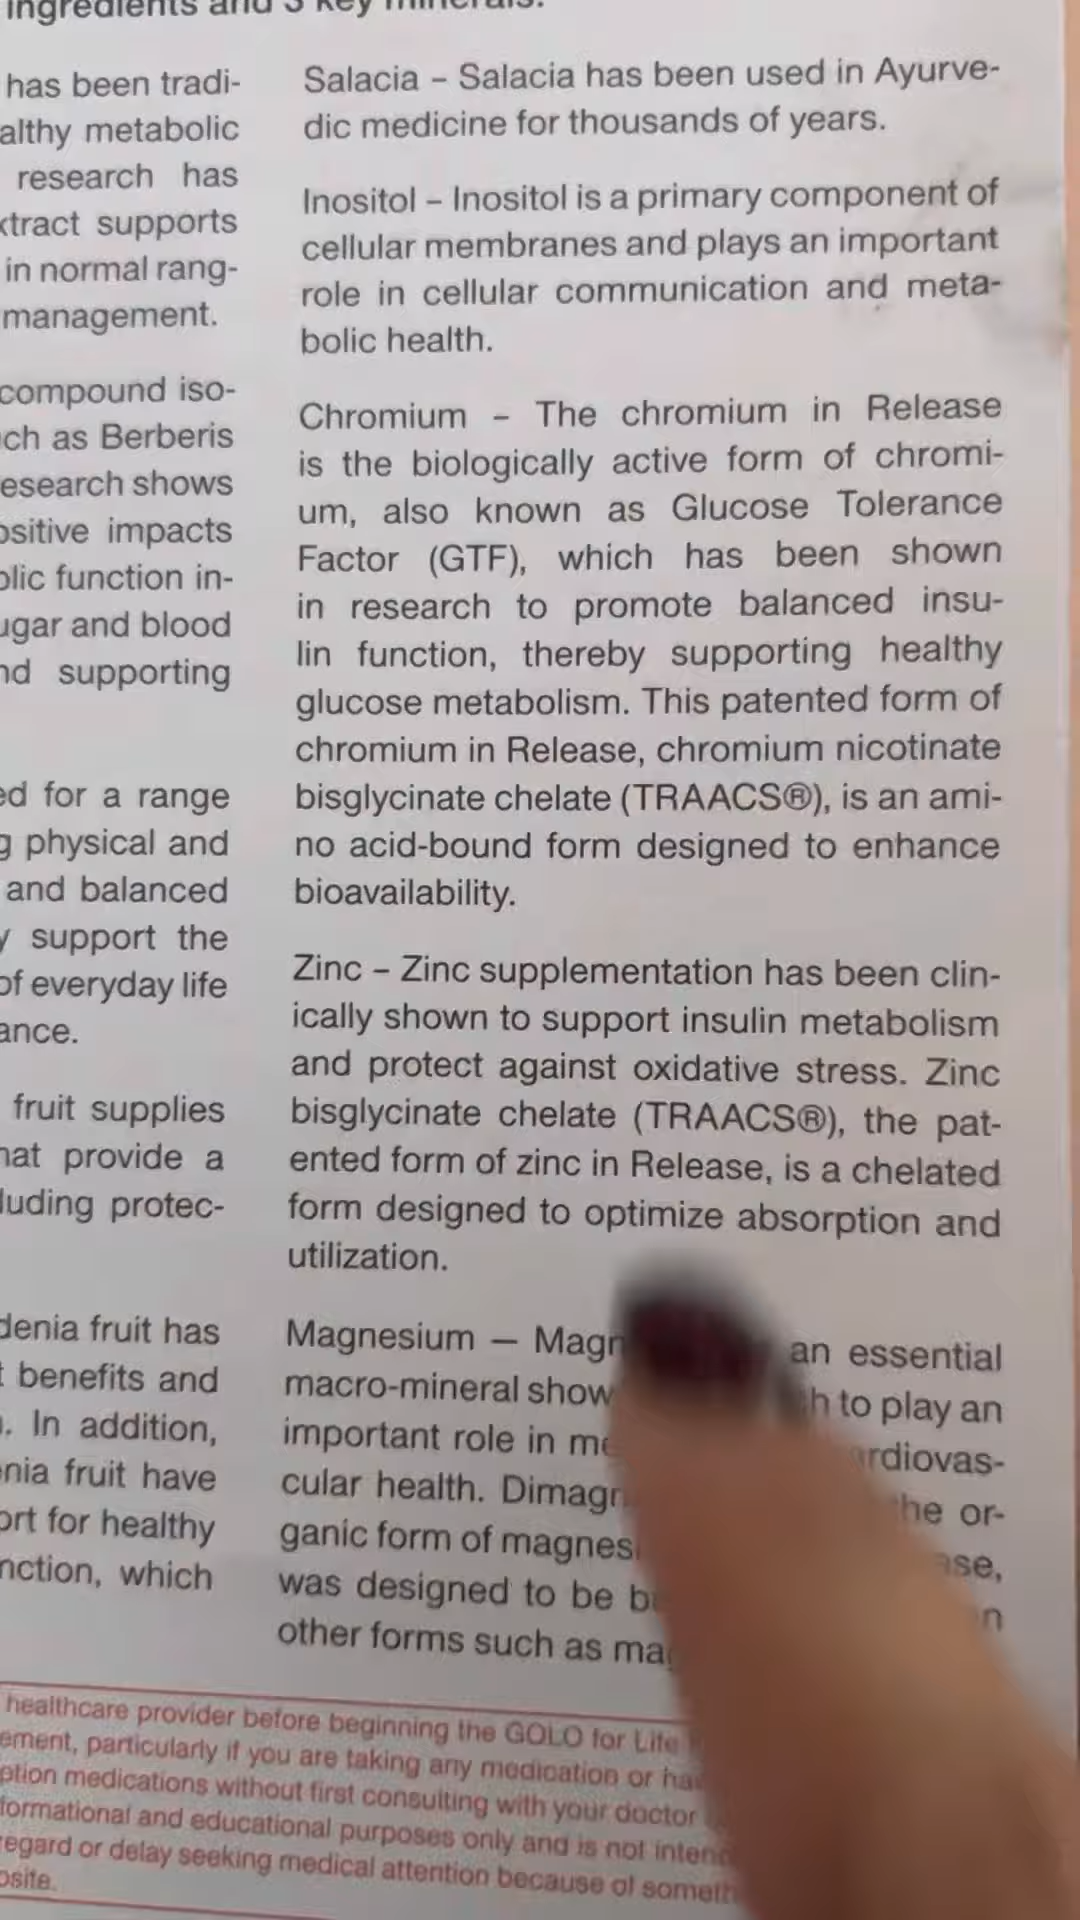 ingredients and 3 key minerals.
has been tradi-
althy metabolic
research has
xtract supports
in normal rang-
management.
compound iso-
ch as Berberis
esearch shows
ositive impacts
olic function in-
ugar and blood
nd supporting
ed for a range
g physical and
and balanced
y support the
of everyday life
ance.
fruit supplies
hat provide a
luding protec-
denia fruit has
t benefits and
. In addition,
enia fruit have
ort for healthy
nction, which
Salacia – Salacia has been used in Ayurve-
dic medicine for thousands of years.
Inositol – Inositol is a primary component of
cellular membranes and plays an important
role in cellular communication and meta-
bolic health.
Chromium – The chromium in Release
is the biologically active form of chromi-
um, also known as Glucose Tolerance
Factor (GTF), which has been shown
in research to promote balanced insu-
lin function, thereby supporting healthy
glucose metabolism. This patented form of
chromium in Release, chromium nicotinate
bisglycinate chelate (TRAACS®), is an ami-
no acid-bound form designed to enhance
bioavailability.
Zinc – Zinc supplementation has been clin-
ically shown to support insulin metabolism
and protect against oxidative stress. Zinc
bisglycinate chelate (TRAACS®), the pat-
ented form of zinc in Release, is a chelated
form designed to optimize absorption and
utilization.
Magnesium — Magn an essential
macro-mineral show h to play an
important role in me rdiovas-
cular health. Dimagn he or-
ganic form of magnesi ase,
was designed to be b n
other forms such as mag
healthcare provider before beginning the GOLO for Life
ement, particularly if you are taking any medication or ha
ption medications without first consulting with your doctor
formational and educational purposes only and is not intend
regard or delay seeking medical attention because of someth
bsite.